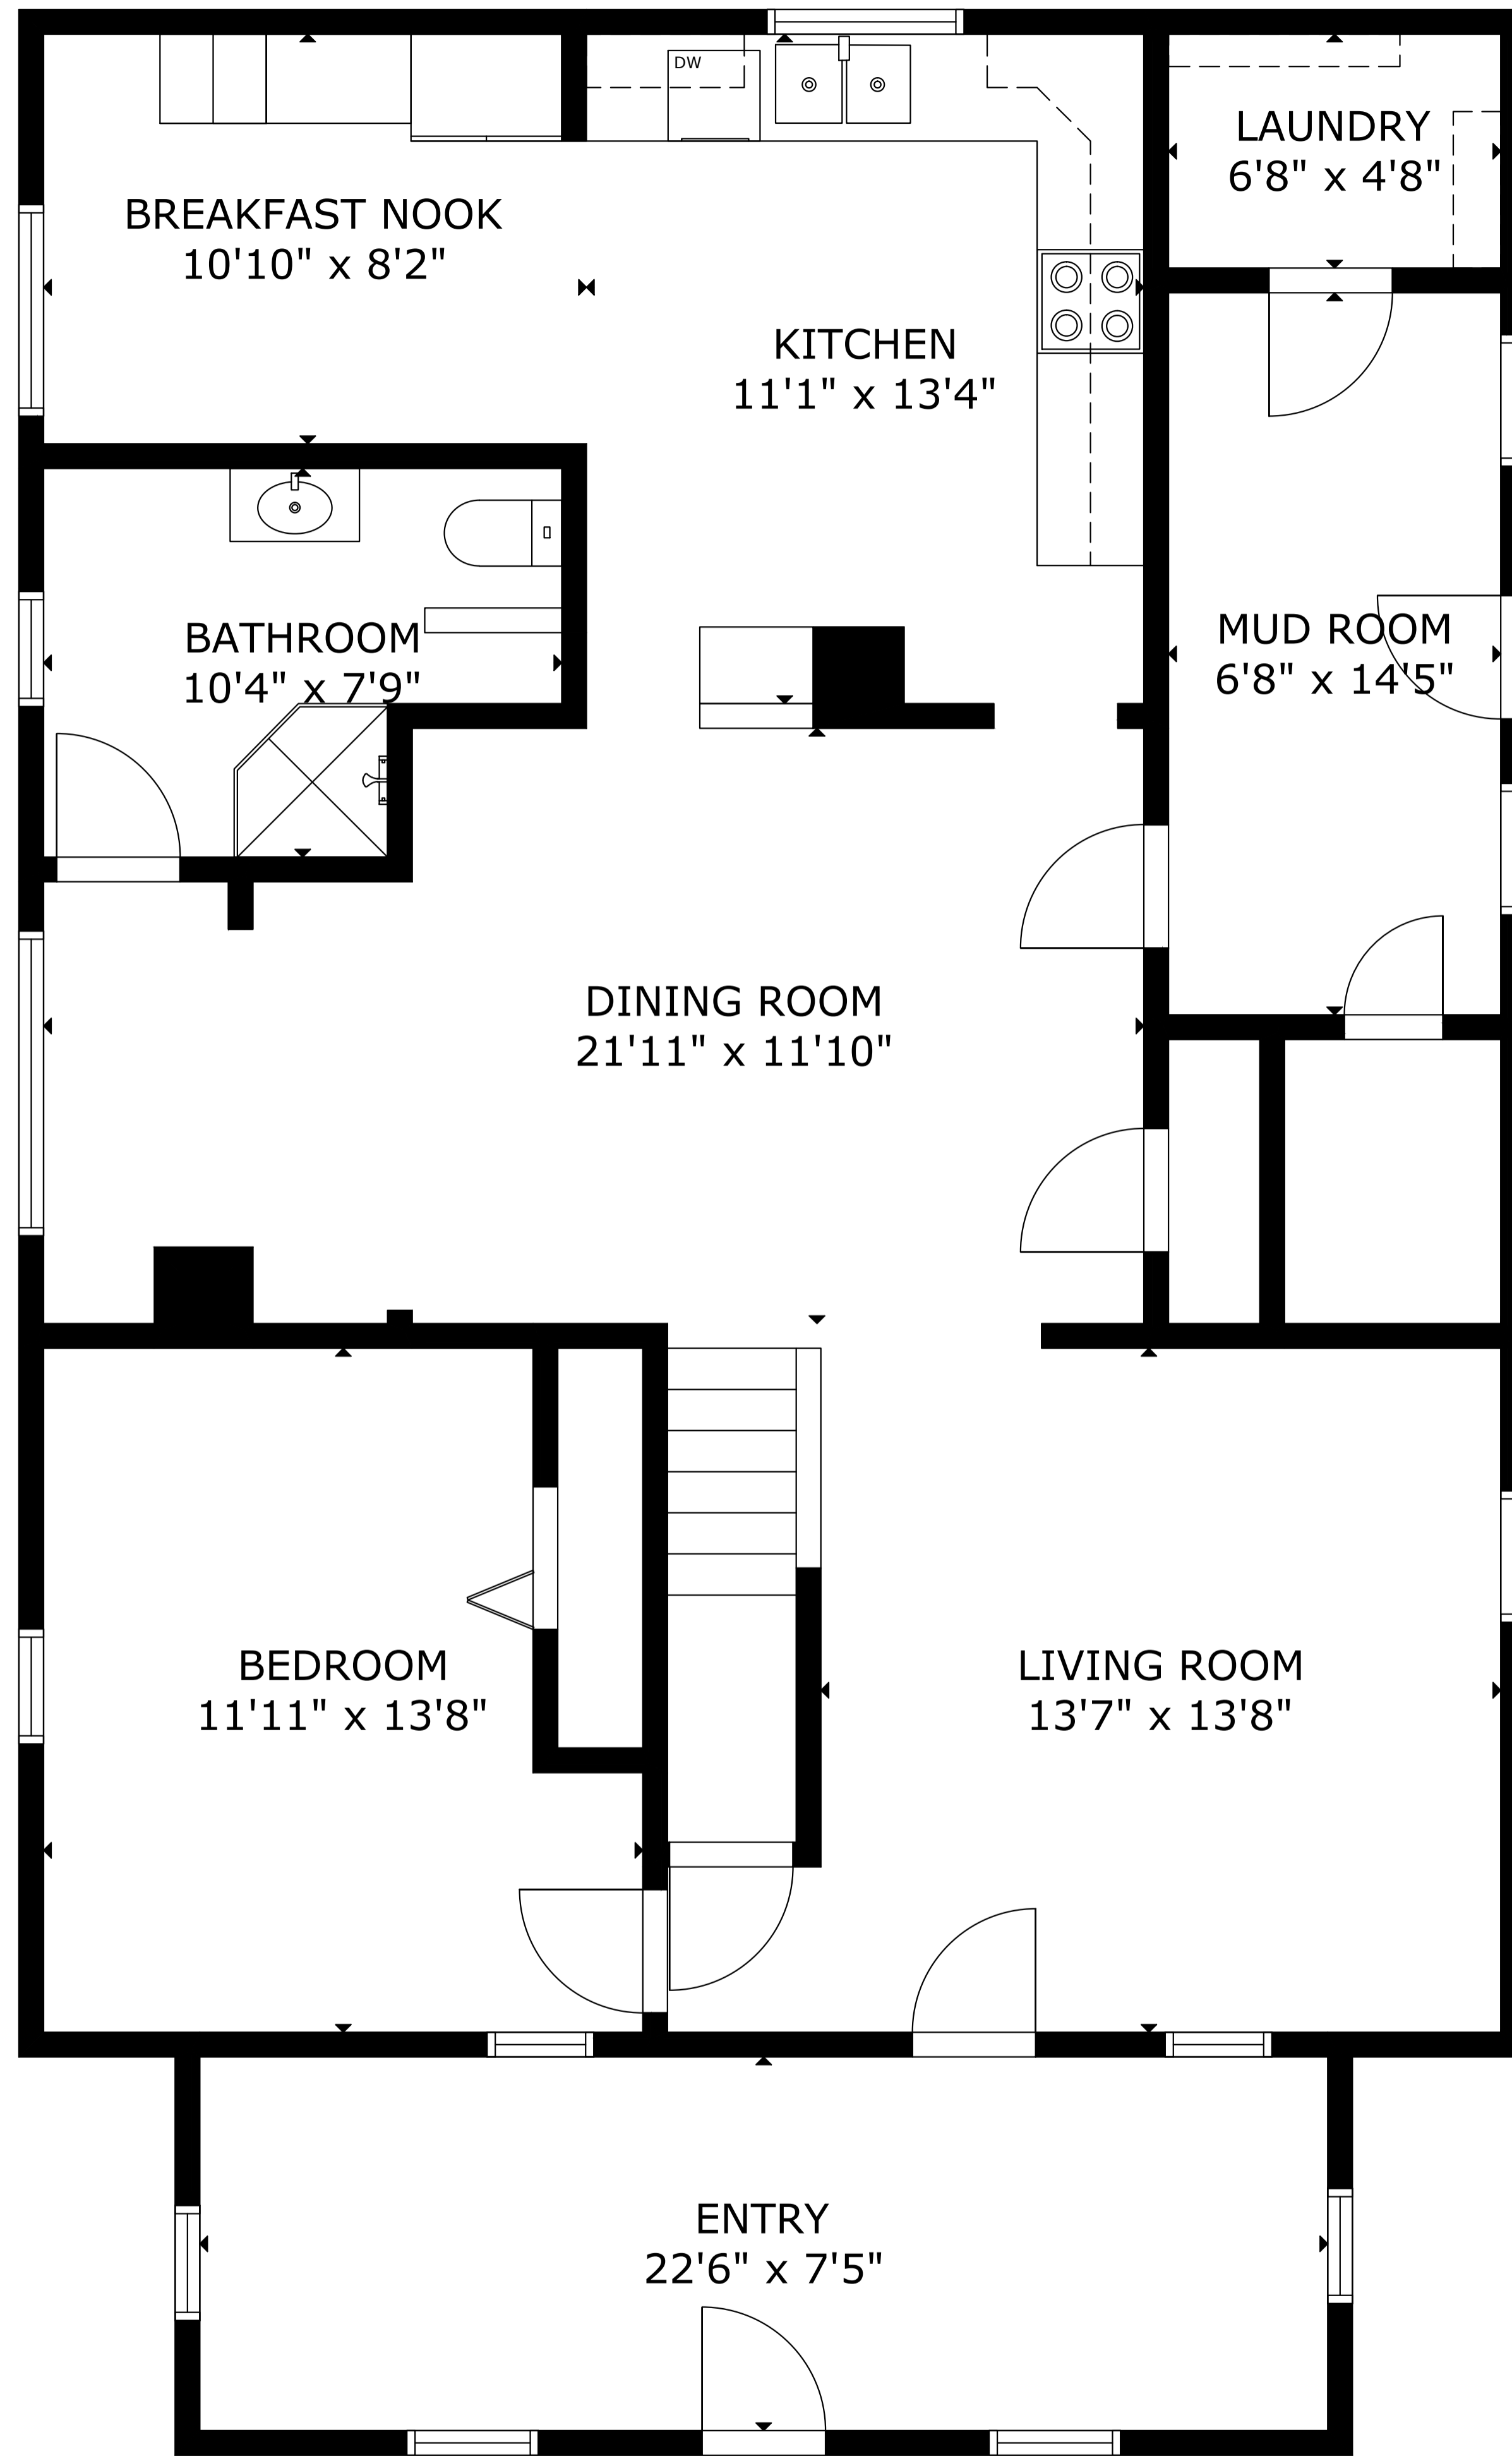 DW
LAUNDRY
6'8" x 4'8"
BREAKFAST NOOK
10'10" x 8'2"
KITCHEN
11'1" x 13'4"
BATHROOM
10'4" x 7'9"
MUD ROOM
6'8" x 14'5"
DINING ROOM
21'11" x 11'10"
BEDROOM
11'11" x 13'8"
LIVING ROOM
13'7" x 13'8"
ENTRY
22'6" x 7'5"